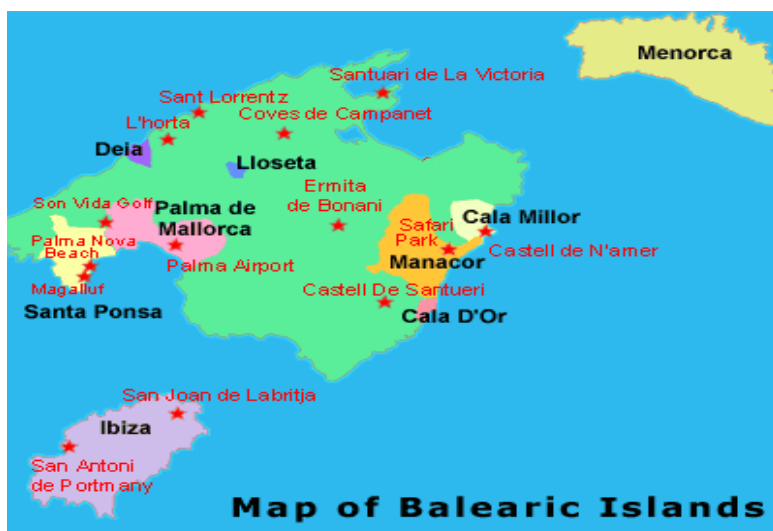 Menorca
Santuari de La Victoria
Sant Lorrentz
Coves de Campanet
L'horta
Deia
Lloseta
Ermita
de Bonani
Son Vida Golf
Palma de
Mallorca
Safari
Park
Cala Millor
Palma Nova
Beach
Castell de N'amer
Palma Airport
Manacor
Magalluf
Castell De Santueri
Santa Ponsa
Cala D'Or
San Joan de Labritja
Ibiza
San Antoni
de Portmany
Map of Balearic Islands